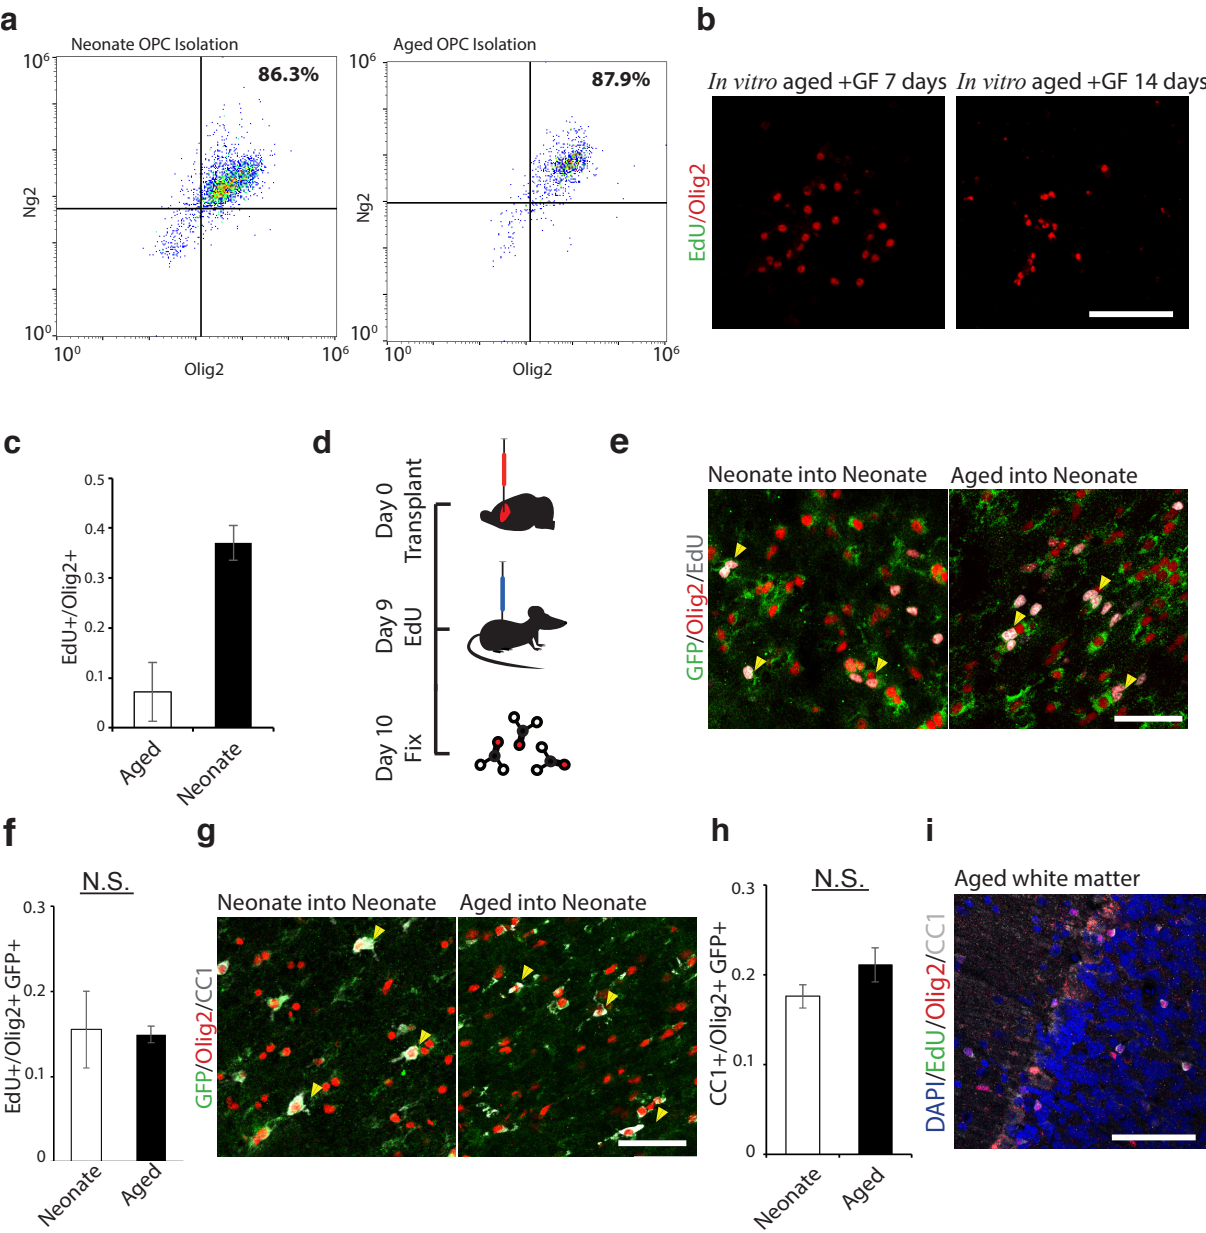 a
Neonate OPC Isolation
10⁶
86.3%
Ng2
10⁰
10⁰
10⁶
Olig2
Aged OPC Isolation
10⁶
87.9%
Ng2
10⁰
10⁰
10⁶
Olig2
b
In vitro aged +GF 7 days
In vitro aged +GF 14 days
EdU/Olig2
c
EdU+/Olig2+
0.5
0.4
0.3
0.2
0.1
0
Aged
Neonate
d
Day 0
Transplant
Day 9
EdU
Day 10
Fix
e
Neonate into Neonate
Aged into Neonate
GFP/Olig2/EdU
f
N.S.
EdU+/Olig2+ GFP+
0.3
0.2
0.1
0
Neonate
Aged
g
Neonate into Neonate
Aged into Neonate
GFP/Olig2/CC1
h
N.S.
CC1+/Olig2+ GFP+
0.3
0.2
0.1
0
Neonate
Aged
i
Aged white matter
DAPI/EdU/Olig2/CC1